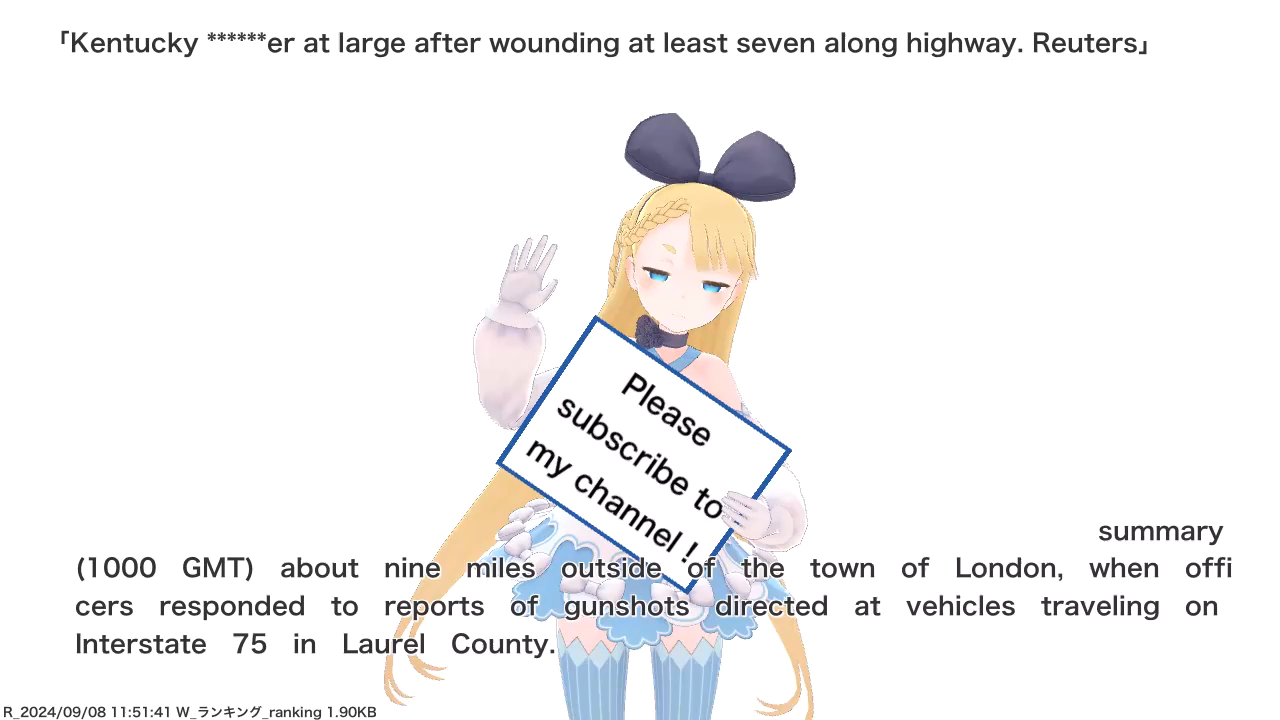 「Kentucky ******er at large after wounding at least seven along highway. Reuters」
Please
subscribe to
my channel !
summary
(1000 GMT) about nine miles outside of the town of London, when offi
cers responded to reports of gunshots directed at vehicles traveling on
Interstate 75 in Laurel County.
R_2024/09/08 11:51:41 W_ランキング_ranking 1.90KB